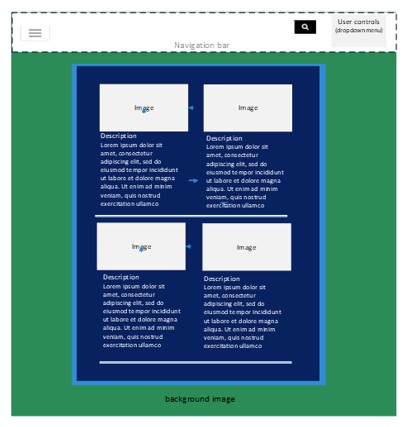 User controls
(dropdown menu)
Navigation bar
Image
Image
Description
Lorem ipsum dolor sit
amet, consectetur
adipiscing elit, sed do
eiusmod tempor incididunt
ut labore et dolore magna
aliqua. Ut enim ad minim
veniam, quis nostrud
exercitation ullamco
Description
Lorem ipsum dolor sit
amet, consectetur
adipiscing elit, sed do
eiusmod tempor incididunt
ut labore et dolore magna
aliqua. Ut enim ad minim
veniam, quis nostrud
exercitation ullamco
Image
Image
Description
Lorem ipsum dolor sit
amet, consectetur
adipiscing elit, sed do
eiusmod tempor incididunt
ut labore et dolore magna
aliqua. Ut enim ad minim
veniam, quis nostrud
exercitation ullamco
Description
Lorem ipsum dolor sit
amet, consectetur
adipiscing elit, sed do
eiusmod tempor incididunt
ut labore et dolore magna
aliqua. Ut enim ad minim
veniam, quis nostrud
exercitation ullamco
background image